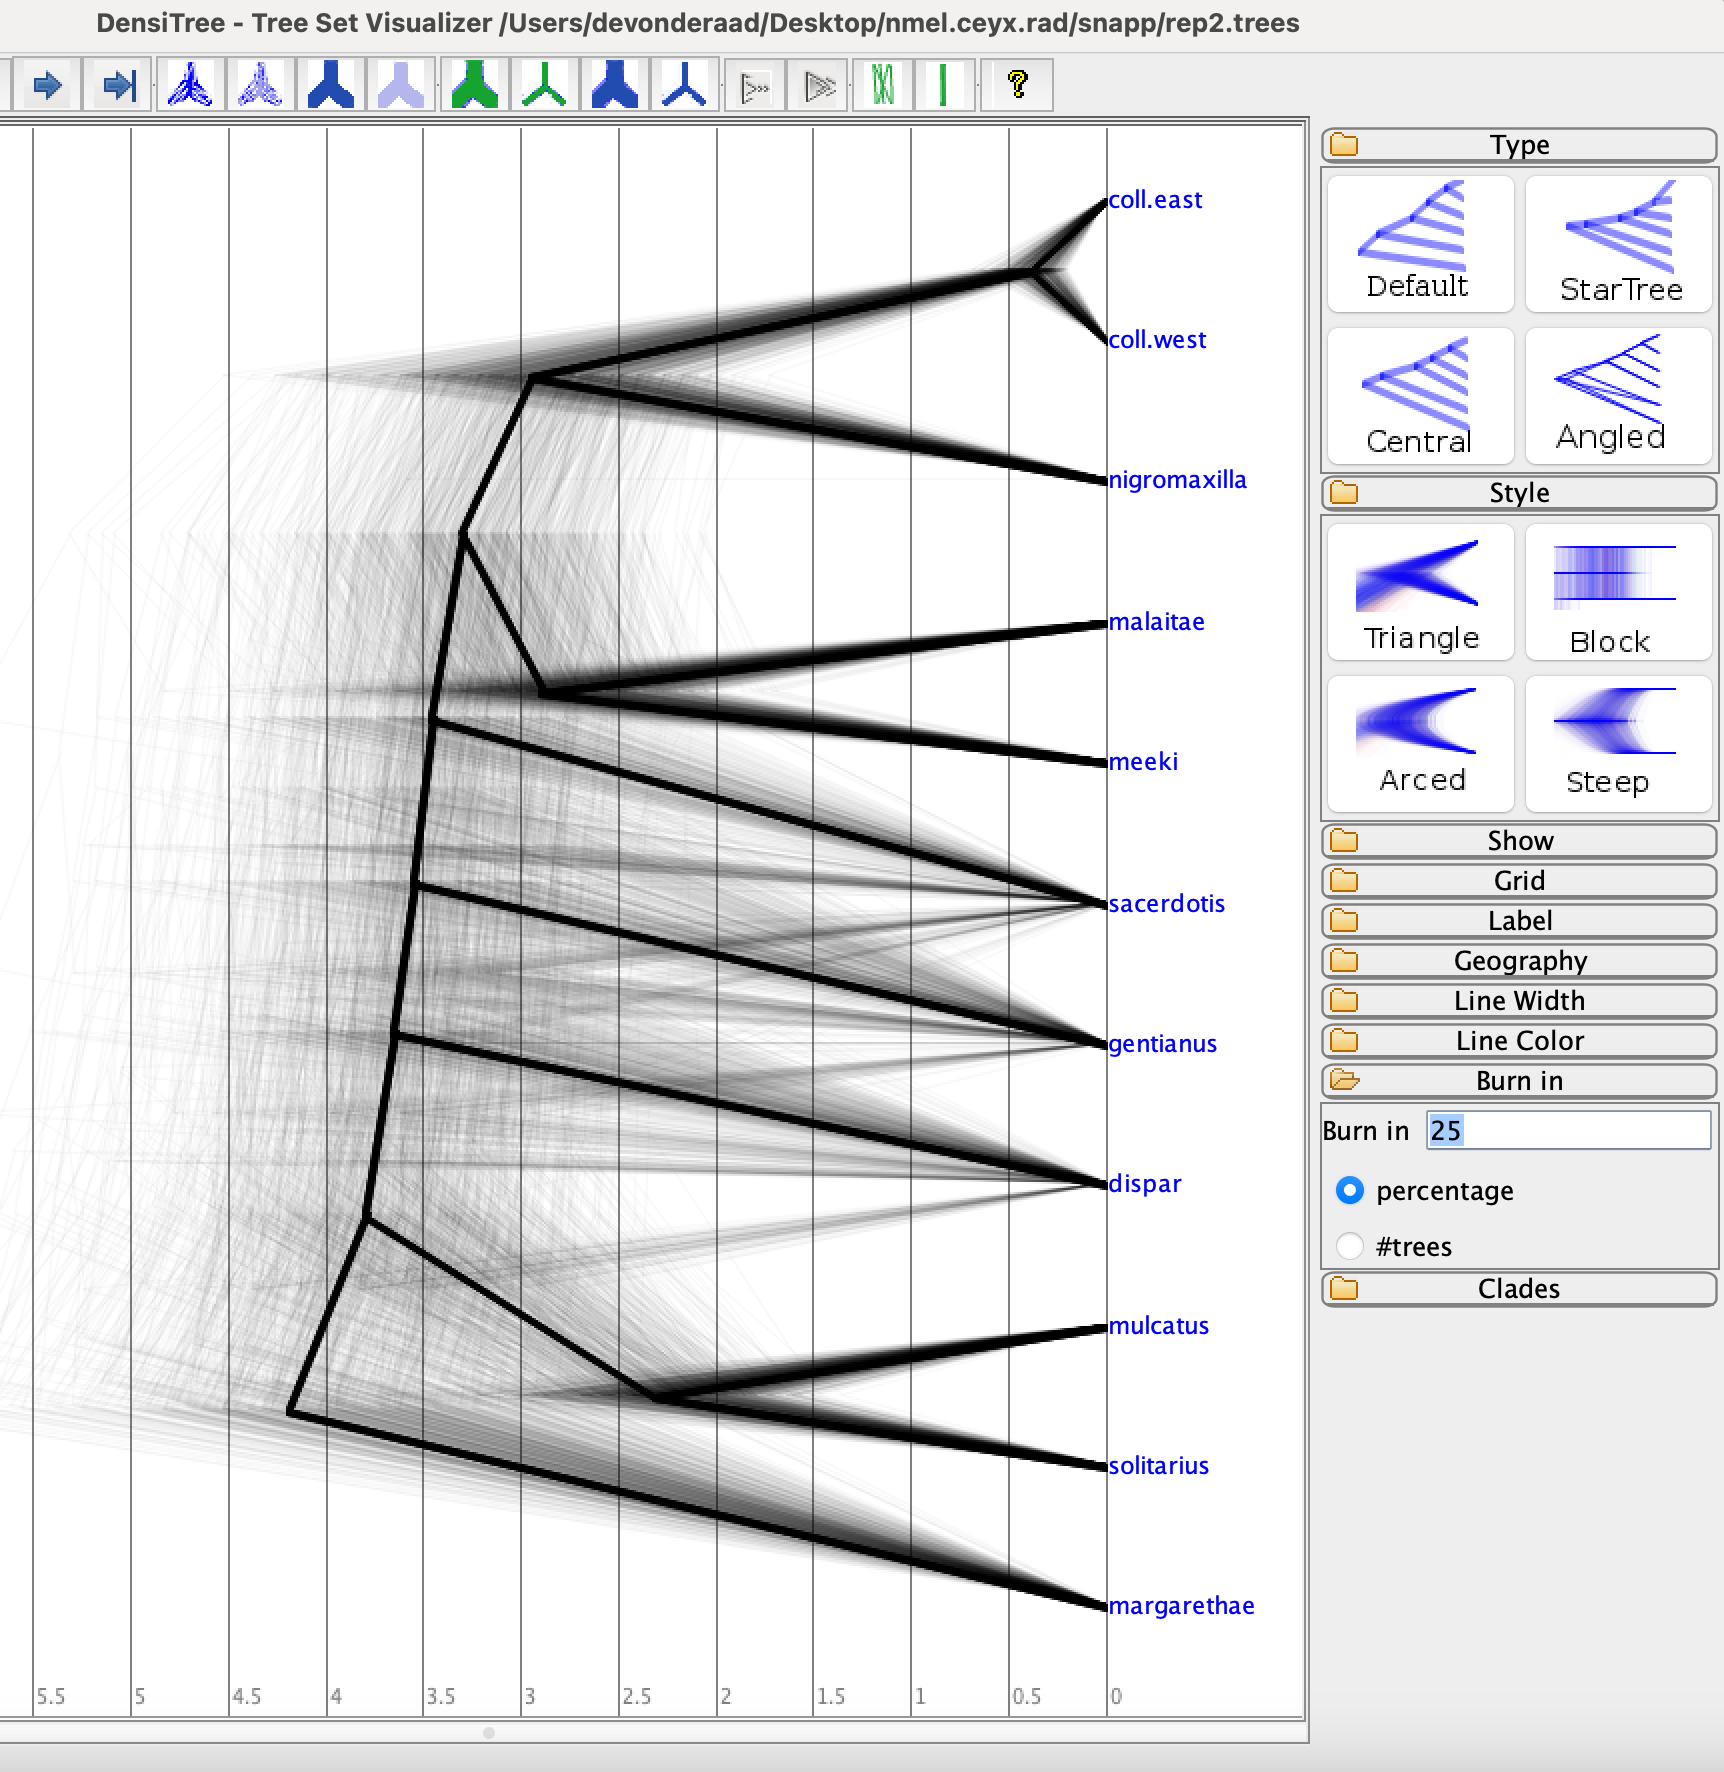 DensiTree - Tree Set Visualizer /Users/devonderaad/Desktop/nmel.ceyx.rad/snapp/rep2.trees
?
coll.east
coll.west
nigromaxilla
malaitae
meeki
sacerdotis
gentianus
dispar
mulcatus
solitarius
margarethae
5.5 5 4.5 4 3.5 3 2.5 2 1.5 1 0.5 0
Type
Default StarTree
Central Angled
Style
Triangle Block
Arced Steep
Show
Grid
Label
Geography
Line Width
Line Color
Burn in
Burn in 25
percentage
#trees
Clades